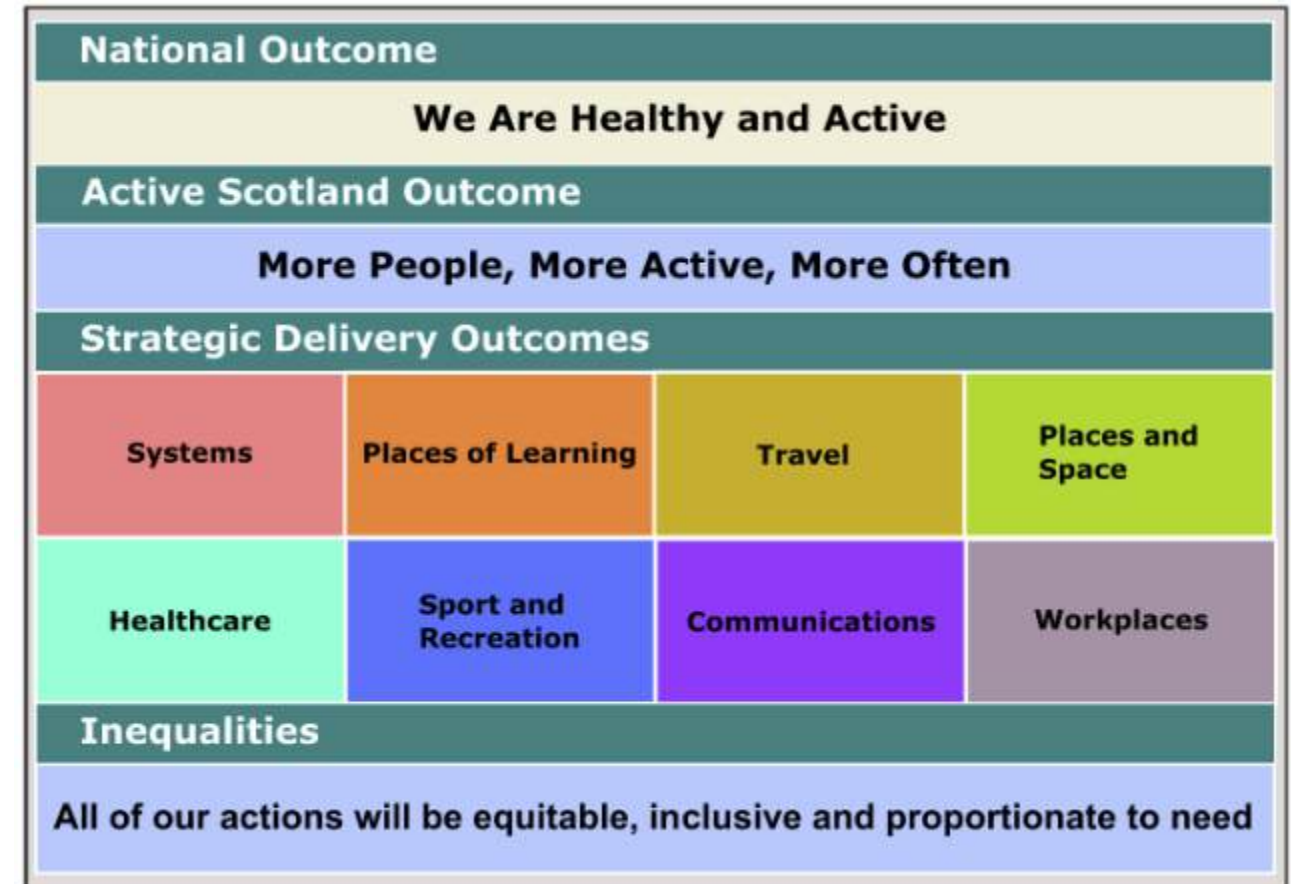 National Outcome
We Are Healthy and Active
Active Scotland Outcome
More People, More Active, More Often
Strategic Delivery Outcomes
Systems
Places of Learning
Travel
Places and
Space
Healthcare
Sport and
Recreation
Communications
Workplaces
Inequalities
All of our actions will be equitable, inclusive and proportionate to need